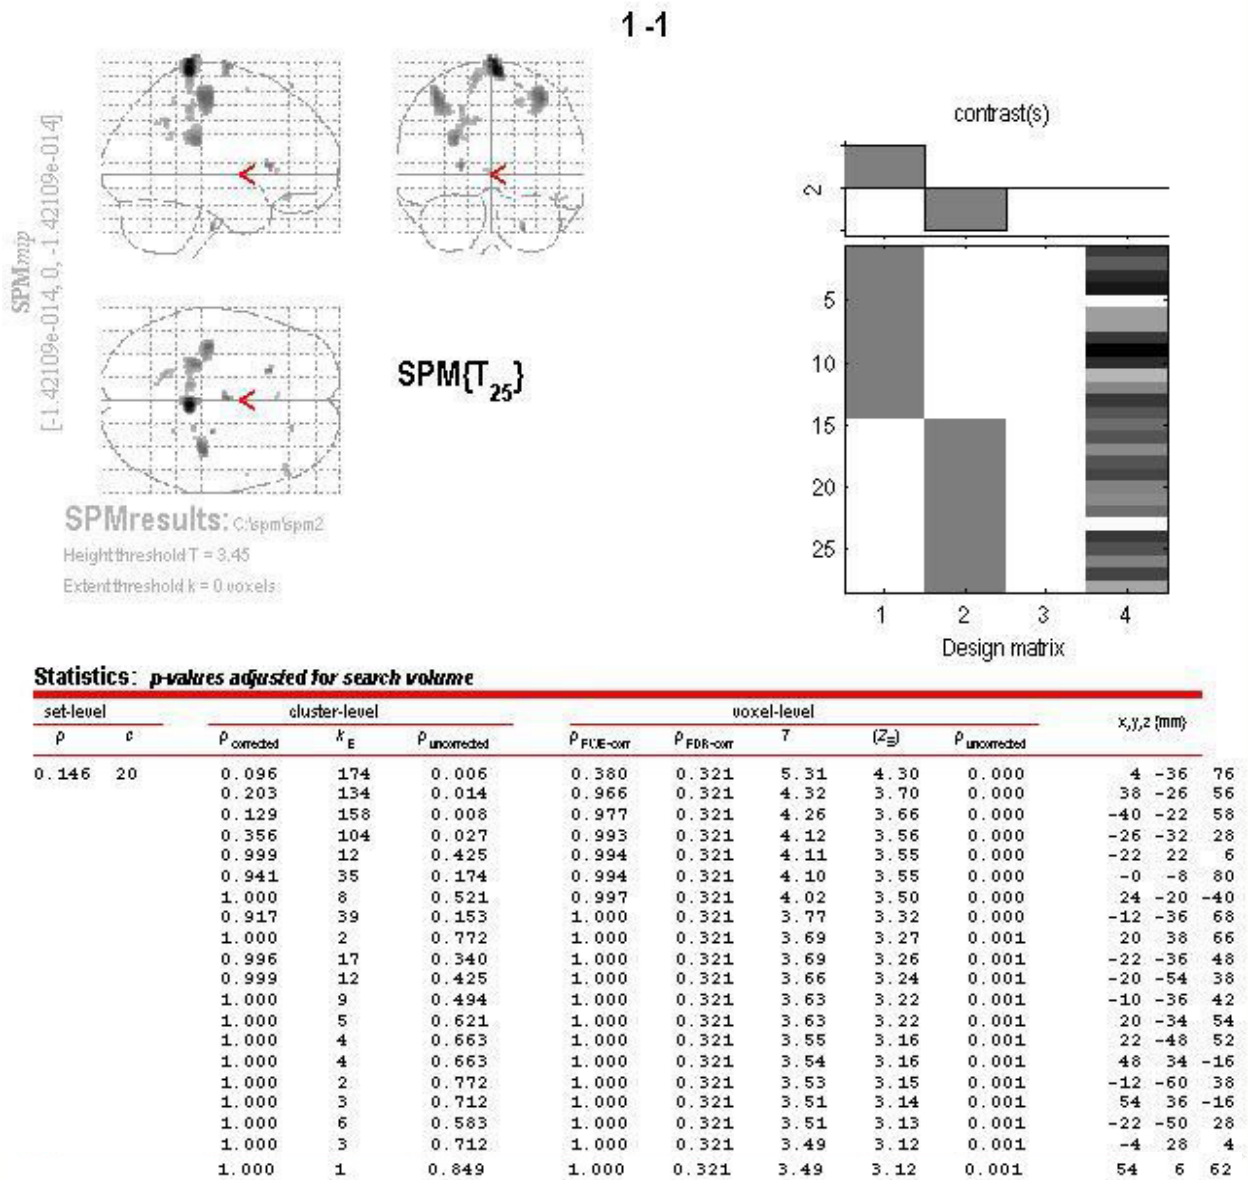 1 -1
SPMmip
[-1.42109e-014, 0, -1.42109e-014]
SPM{T25}
SPMresults: C:\spm\spm2
Height threshold T = 3.45
Extent threshold k = 0 voxels
contrast(s)
2
5
10
15
20
25
1 2 3 4
Design matrix
Statistics: p-values adjusted for search volume
set-level cluster-level voxel-level x,y,z {mm}
p c p corrected k E p uncorrected p FWE-corr p FDR-corr T (Z≡) p uncorrected
0.146 20 0.096 174 0.006 0.380 0.321 5.31 4.30 0.000 4 -36 76
0.203 134 0.014 0.966 0.321 4.32 3.70 0.000 38 -26 56
0.129 158 0.008 0.977 0.321 4.26 3.66 0.000 -40 -22 58
0.356 104 0.027 0.993 0.321 4.12 3.56 0.000 -26 -32 28
0.999 12 0.425 0.994 0.321 4.11 3.55 0.000 -22 22 6
0.941 35 0.174 0.994 0.321 4.10 3.55 0.000 -0 -8 80
1.000 8 0.521 0.997 0.321 4.02 3.50 0.000 24 -20 -40
0.917 39 0.153 1.000 0.321 3.77 3.32 0.000 -12 -36 68
1.000 2 0.772 1.000 0.321 3.69 3.27 0.001 20 38 66
0.996 17 0.340 1.000 0.321 3.69 3.26 0.001 -22 -36 48
0.999 12 0.425 1.000 0.321 3.66 3.24 0.001 -20 -54 38
1.000 9 0.494 1.000 0.321 3.63 3.22 0.001 -10 -36 42
1.000 5 0.621 1.000 0.321 3.63 3.22 0.001 20 -34 54
1.000 4 0.663 1.000 0.321 3.55 3.16 0.001 22 -48 52
1.000 4 0.663 1.000 0.321 3.54 3.16 0.001 48 34 -16
1.000 2 0.772 1.000 0.321 3.53 3.15 0.001 -12 -60 38
1.000 3 0.712 1.000 0.321 3.51 3.14 0.001 54 36 -16
1.000 6 0.583 1.000 0.321 3.51 3.13 0.001 -22 -50 28
1.000 3 0.712 1.000 0.321 3.49 3.12 0.001 -4 28 4
1.000 1 0.849 1.000 0.321 3.49 3.12 0.001 54 6 62